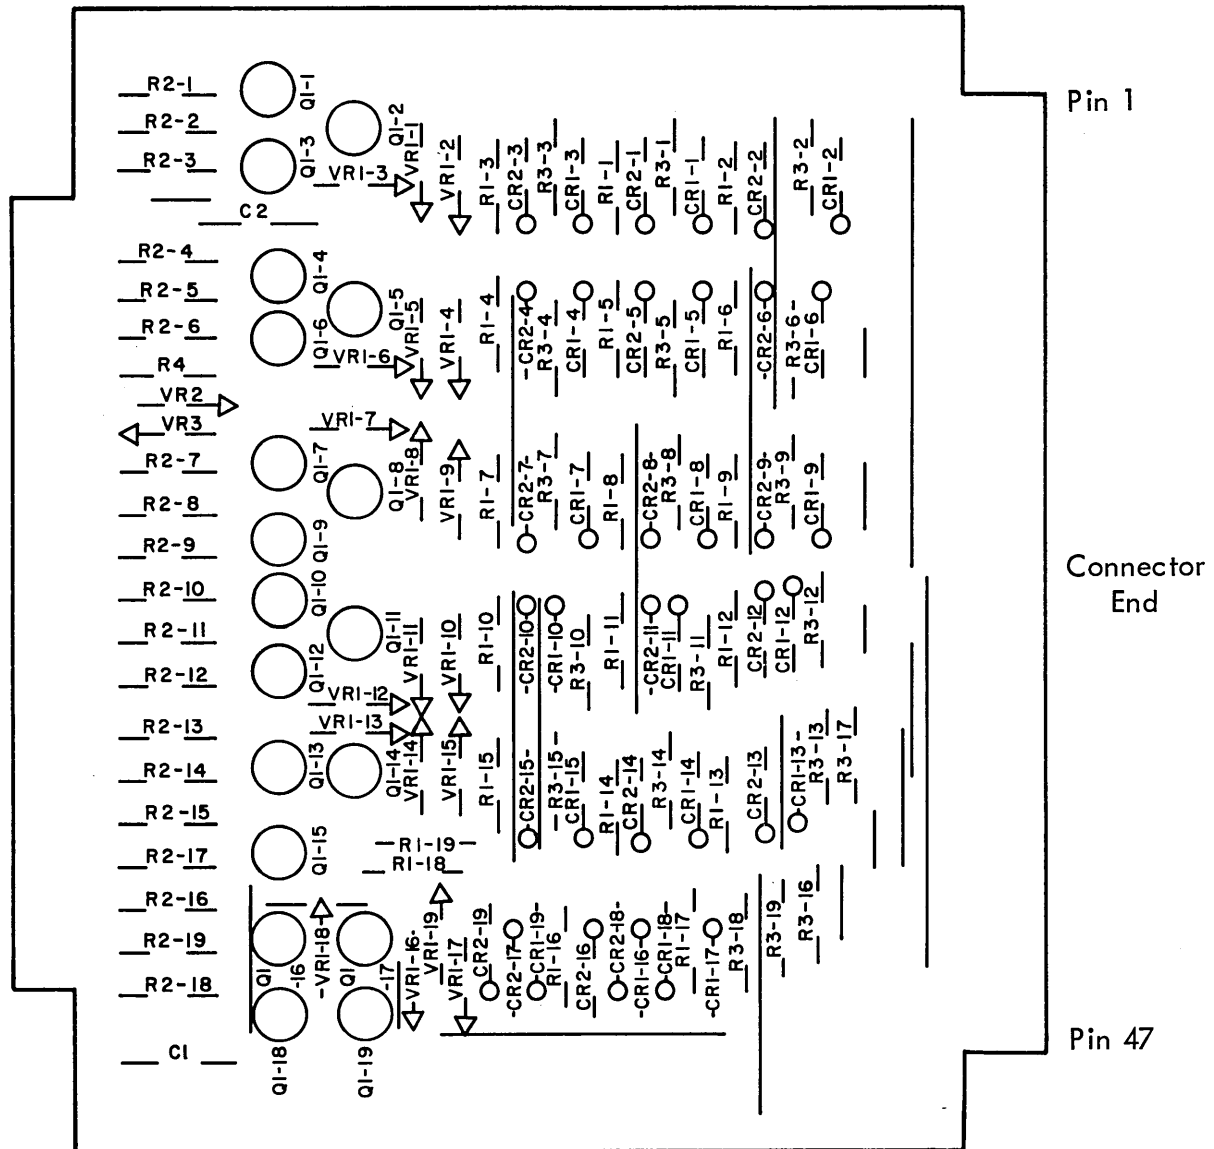 R2-1
Q1-1
Pin 1
R2-2
Q1-2
R2-3
Q1-3
VR1-3
VR1-1
VR1-2
R1-3
CR2-3
R3-3
CR1-3
R1-1
CR2-1
R3-1
CR1-1
R1-2
CR2-2
R3-2
CR1-2
C2
R2-4
Q1-4
R2-5
Q1-5
R2-6
Q1-6
VR1-6
VR1-5
VR1-4
R1-4
-CR2-4-
R3-4
CR1-4
R1-5
CR2-5
R3-5
CR1-5
R1-6
-CR2-6-
R3-6-
CR1-6
R4
VR2
VR3
VR1-7
R2-7
Q1-7
Q1-8
VR1-8
VR1-9
R1-7
-CR2-7-
R3-7
CR1-7
R1-8
-CR2-8-
R3-8
CR1-8
R1-9
-CR2-9-
R3-9
CR1-9
R2-8
R2-9
Q1-9
Connector
End
R2-10
Q1-10
R2-11
Q1-11
VR1-11
VR1-10
R1-10
-CR2-10-
-CR1-10-
R3-10
R1-11
-CR2-11-
CR1-11
R3-11
R1-12
CR2-12
CR1-12
R3-12
R2-12
Q1-12
VR1-12
VR1-13
R2-13
Q1-13
Q1-14
VR1-14
VR1-15
R1-15
-CR2-15-
-R3-15-
CR1-15
R1-14
CR2-14
R3-14
CR1-14
R1-13
CR2-13
-CR1-13-
R3-13
R3-17
R2-14
R2-15
Q1-15
R1-19
R1-18
R2-17
R2-16
R2-19
Q1
-16
-VR1-18-
Q1
-17
-VR1-16-
VR1-19
VR1-17
CR2-19
-CR2-17-
-CR1-19-
R1-16
CR2-16
-CR2-18-
-CR1-16-
-CR1-18-
R1-17
-CR1-17-
R3-18
R3-19
R3-16
R2-18
Pin 47
C1
Q1-18
Q1-19